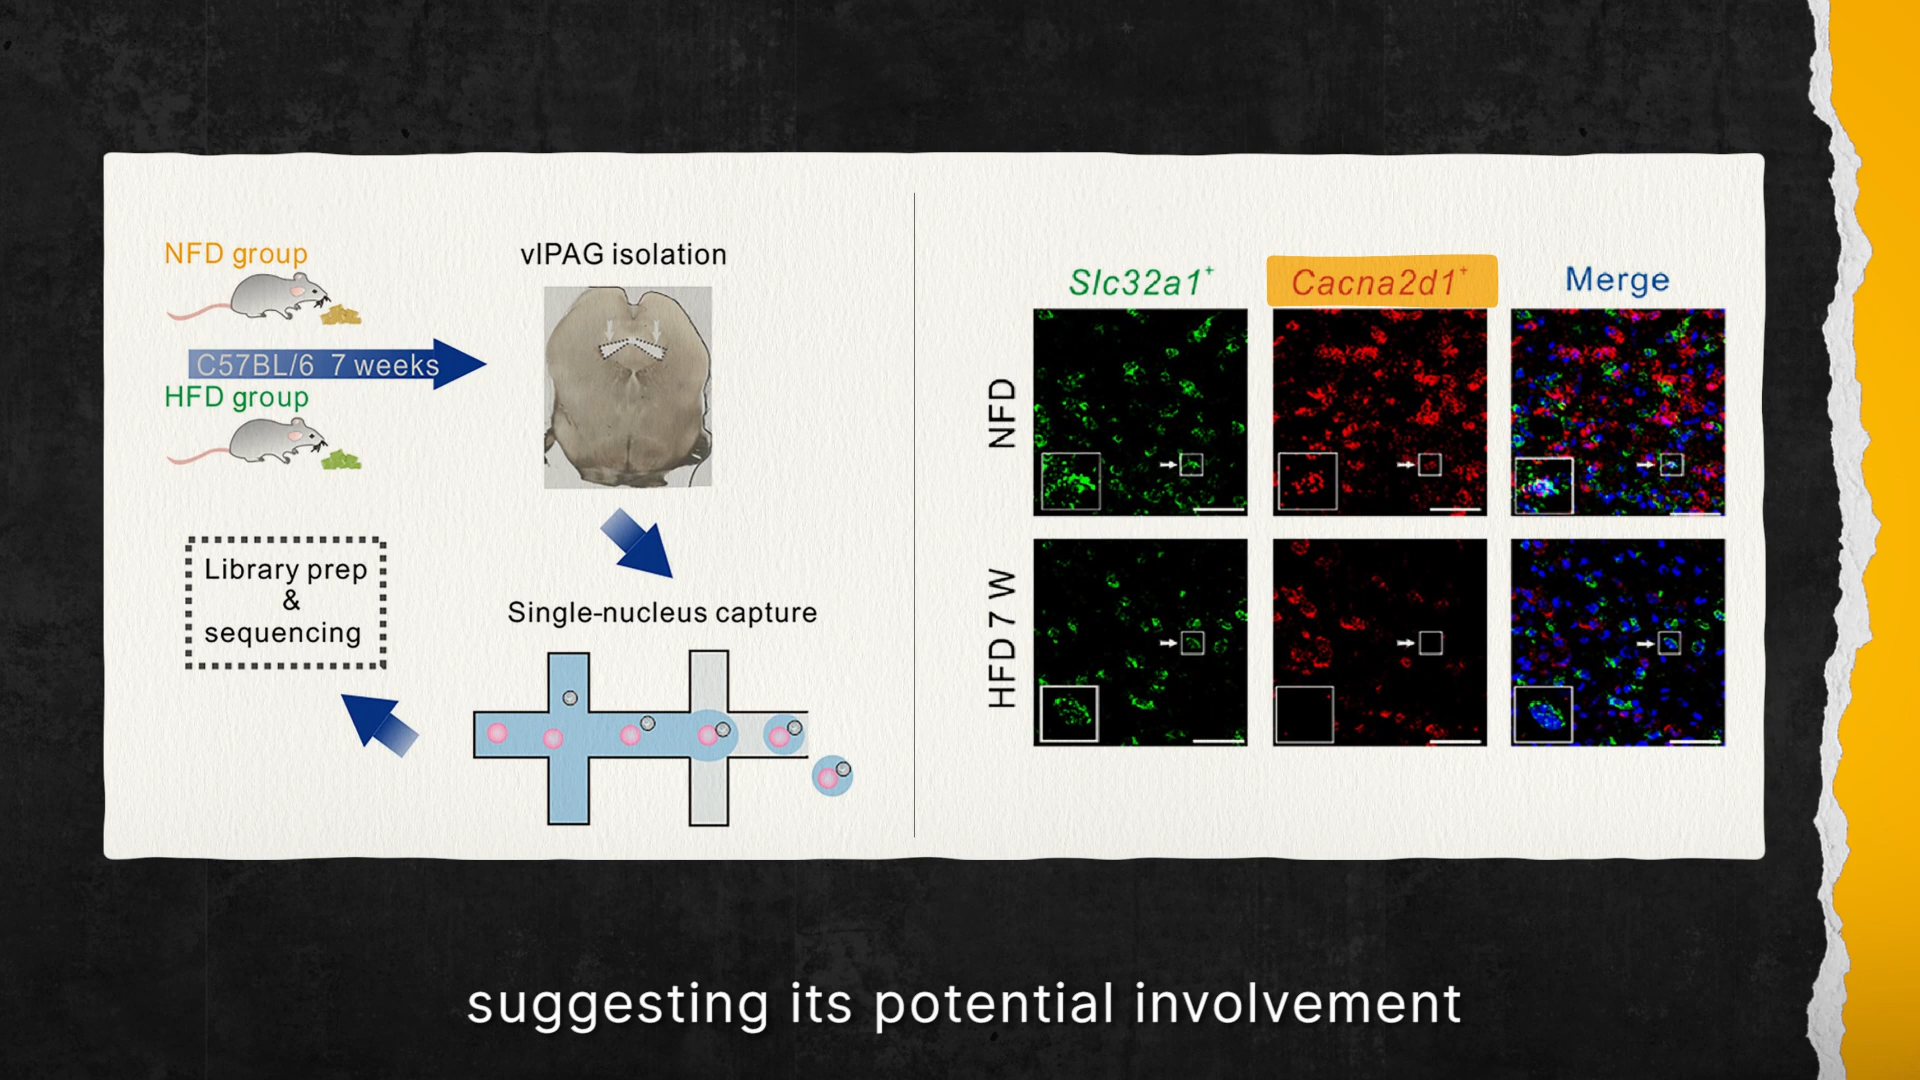 NFD group
C57BL/6 7 weeks
HFD group
vlPAG isolation
Single-nucleus capture
Library prep
&
sequencing
Slc32a1+
Cacna2d1+
Merge
NFD
HFD 7 W
suggesting its potential involvement